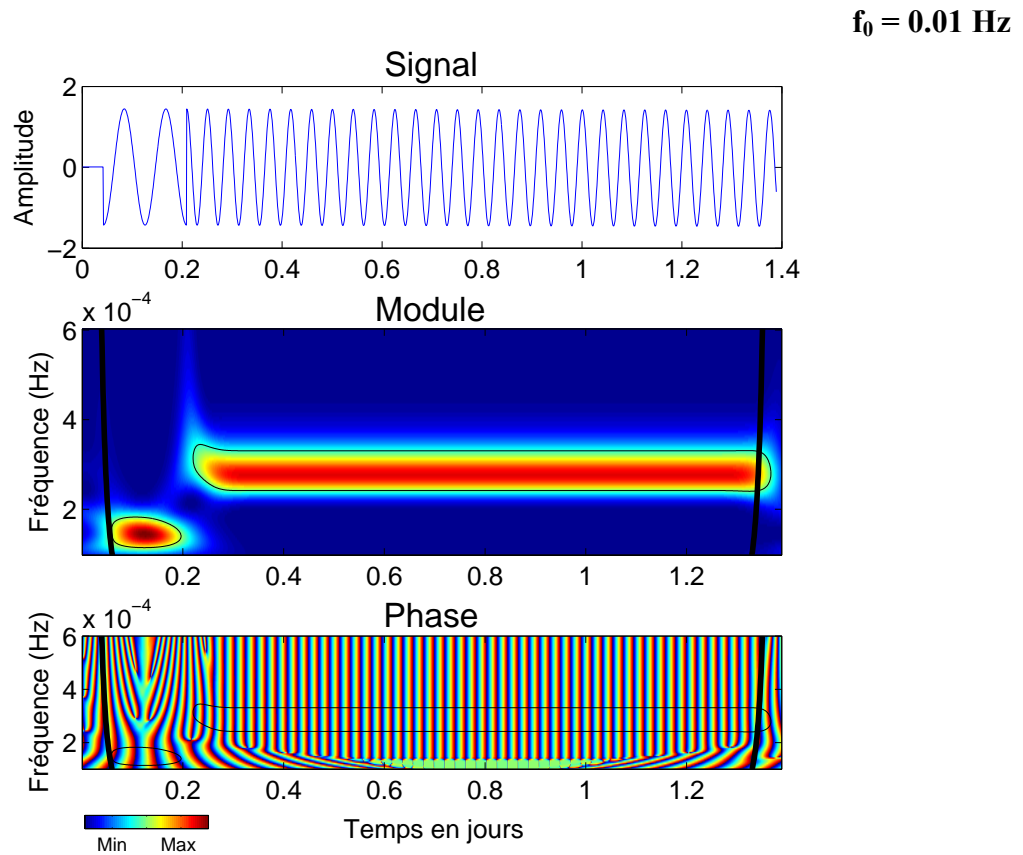 f₀ = 0.01 Hz
Signal
Amplitude
2
0
−2
0 0.2 0.4 0.6 0.8 1 1.2 1.4
Module
x 10⁻⁴
Fréquence (Hz)
6
4
2
0.2 0.4 0.6 0.8 1 1.2
Phase
x 10⁻⁴
Fréquence (Hz)
6
4
2
0.2 0.4 0.6 0.8 1 1.2
Temps en jours
Min Max